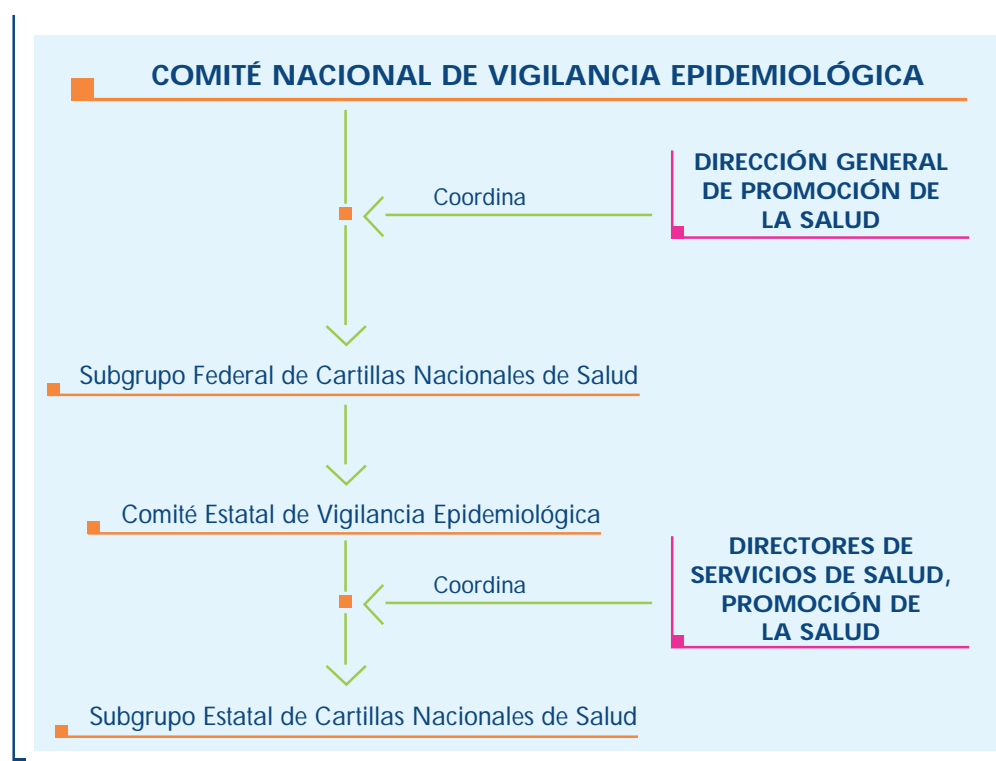 COMITÉ NACIONAL DE VIGILANCIA EPIDEMIOLÓGICA
Coordina
DIRECCIÓN GENERAL
DE PROMOCIÓN DE
LA SALUD
Subgrupo Federal de Cartillas Nacionales de Salud
Comité Estatal de Vigilancia Epidemiológica
Coordina
DIRECTORES DE
SERVICIOS DE SALUD,
PROMOCIÓN DE
LA SALUD
Subgrupo Estatal de Cartillas Nacionales de Salud